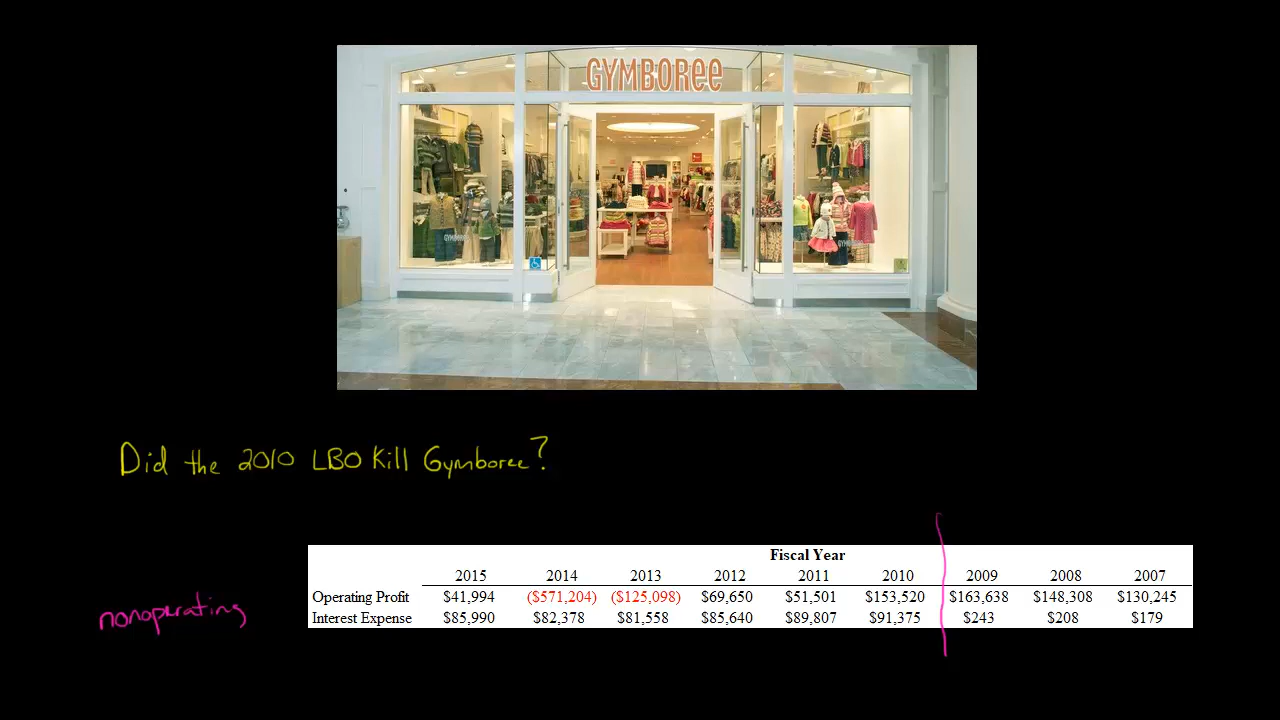 GYMBOREE
GYMBOREE
Did the 2010 LBO Kill Gymboree?
Fiscal Year
2015 2014 2013 2012 2011 2010 2009 2008 2007
Operating Profit $41,994 ($571,204) ($125,098) $69,650 $51,501 $153,520 $163,638 $148,308 $130,245
nonoperating
Interest Expense $85,990 $82,378 $81,558 $85,640 $89,807 $91,375 $243 $208 $179